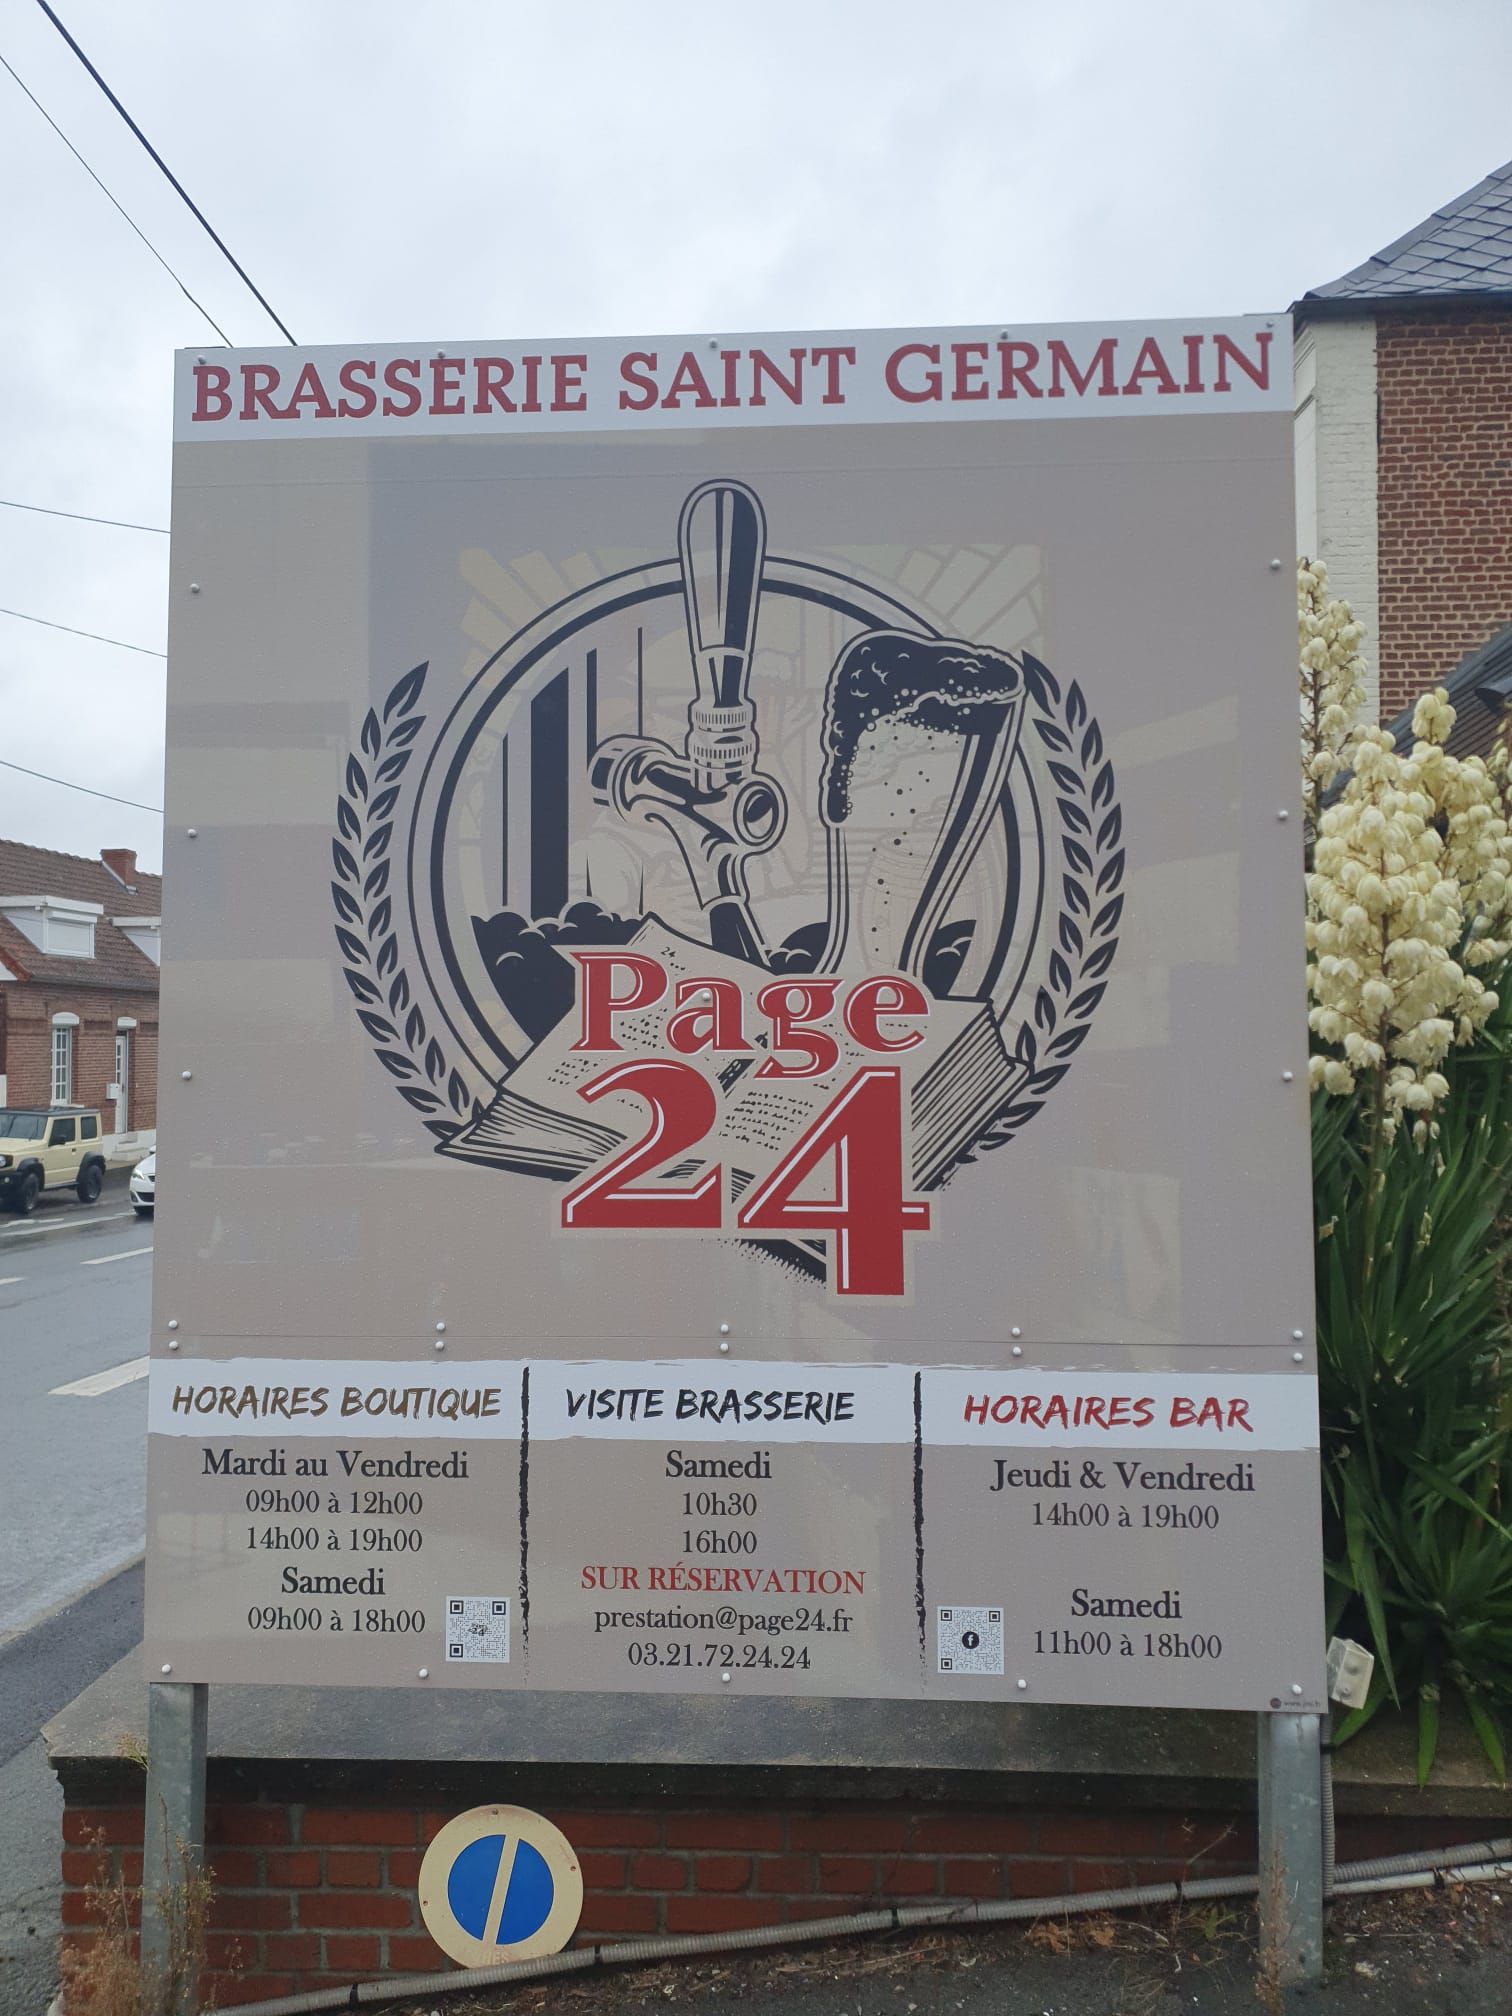 BRASSERIE SAINT GERMAIN
Page
24
HORAIRES BOUTIQUE
Mardi au Vendredi
09h00 à 12h00
14h00 à 19h00
Samedi
09h00 à 18h00
VISITE BRASSERIE
Samedi
10h30
16h00
SUR RÉSERVATION
prestation@page24.fr
03.21.72.24.24
HORAIRES BAR
Jeudi & Vendredi
14h00 à 19h00
Samedi
11h00 à 18h00